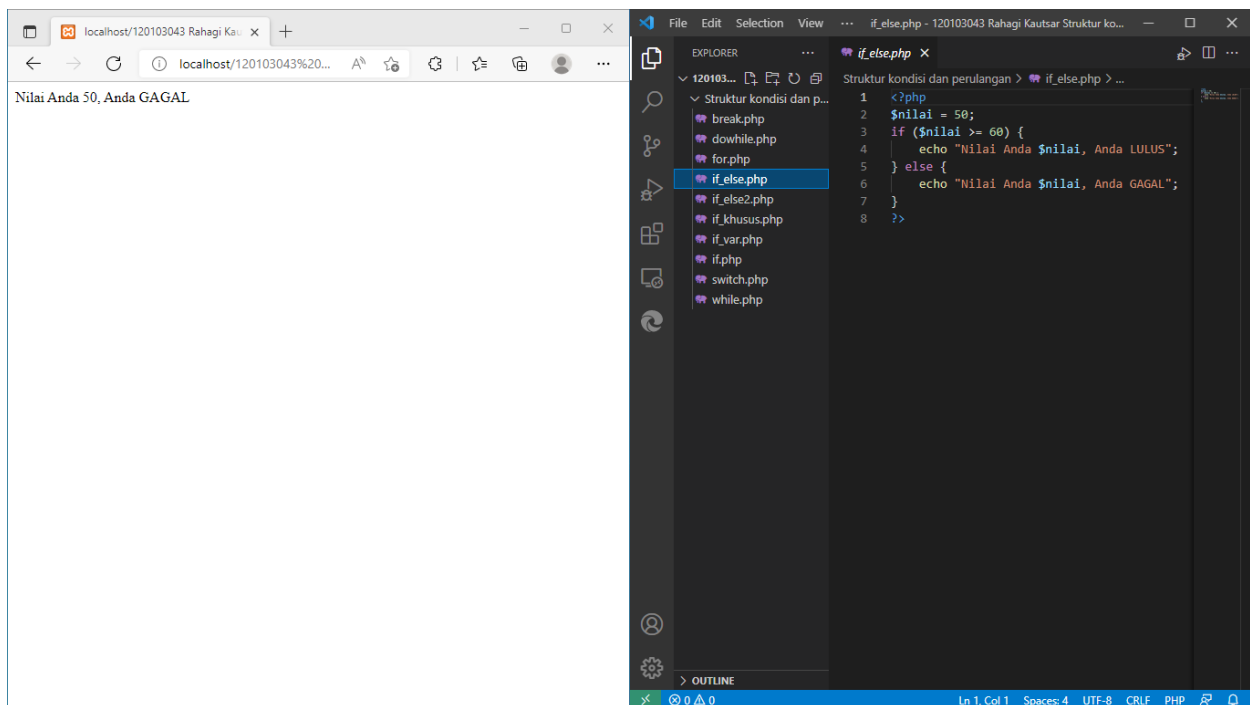 localhost/120103043 Rahagi Kau
localhost/120103043%20...
Nilai Anda 50, Anda GAGAL
File Edit Selection View ... if_else.php - 120103043 Rahagi Kautsar Struktur ko...
EXPLORER ...
120103...
Struktur kondisi dan p...
break.php
dowhile.php
for.php
if_else.php
if_else2.php
if_khusus.php
if_var.php
if.php
switch.php
while.php
OUTLINE
if_else.php
Struktur kondisi dan perulangan > if_else.php > ...
1 <?php
2 $nilai = 50;
3 if ($nilai >= 60) {
4 echo "Nilai Anda $nilai, Anda LULUS";
5 } else {
6 echo "Nilai Anda $nilai, Anda GAGAL";
7 }
8 ?>
0 0 Ln 1, Col 1 Spaces: 4 UTF-8 CRLF PHP